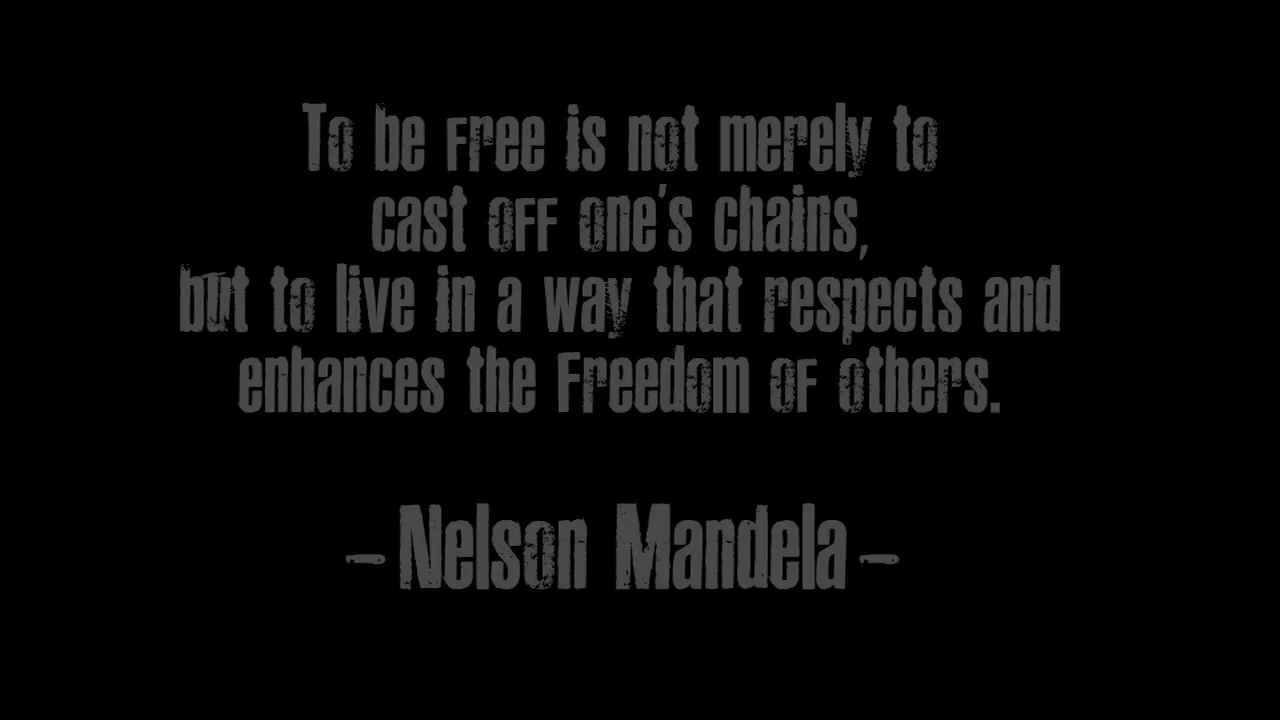 To be Free is not merely to
cast off one's chains,
but to live in a way that respects and
enhances the Freedom of others.
– Nelson Mandela –